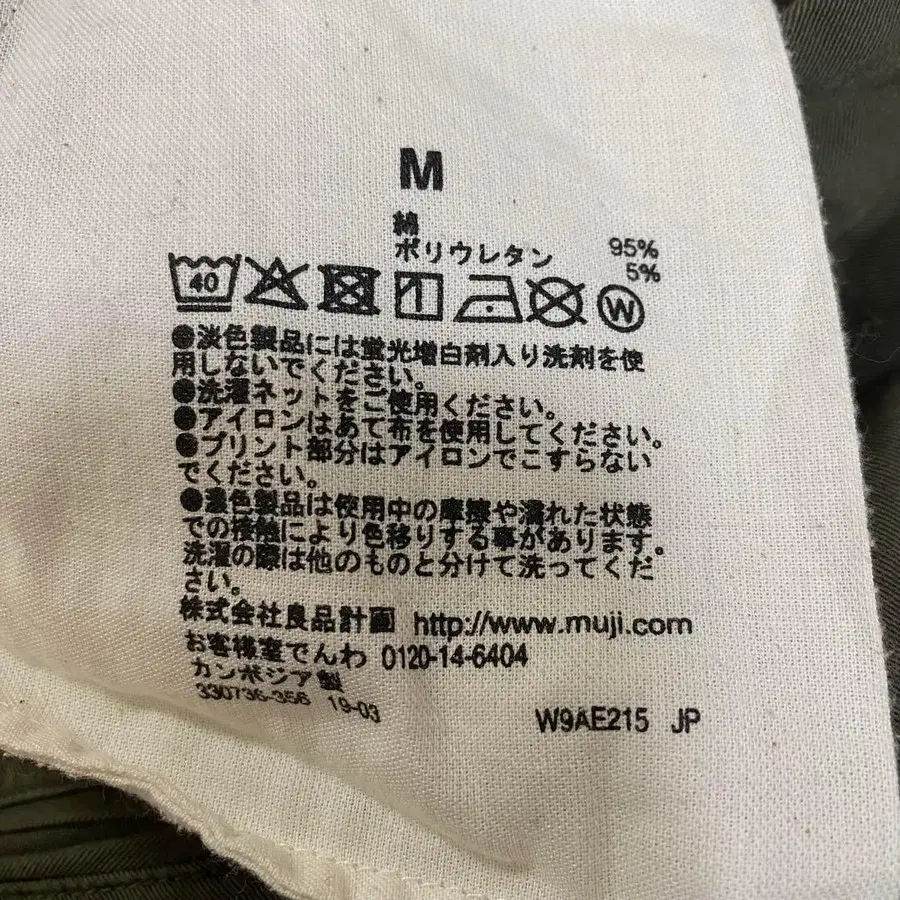 M
綿 95%
ポリウレタン 5%
40
W
●淡色製品には蛍光増白剤入り洗剤を使
用しないでください。
●洗濯ネットをご使用ください。
●アイロンはあて布を使用してください。
●プリント部分はアイロンでこすらない
でください。
●濃色製品は使用中の摩擦や濡れた状態
での接触により色移りする事があります。
洗濯の際は他のものと分けて洗ってくだ
さい。
株式会社良品計画 http://www.muji.com
お客様室でんわ 0120-14-6404
カンボジア製
330736-356 19-03
W9AE215 JP